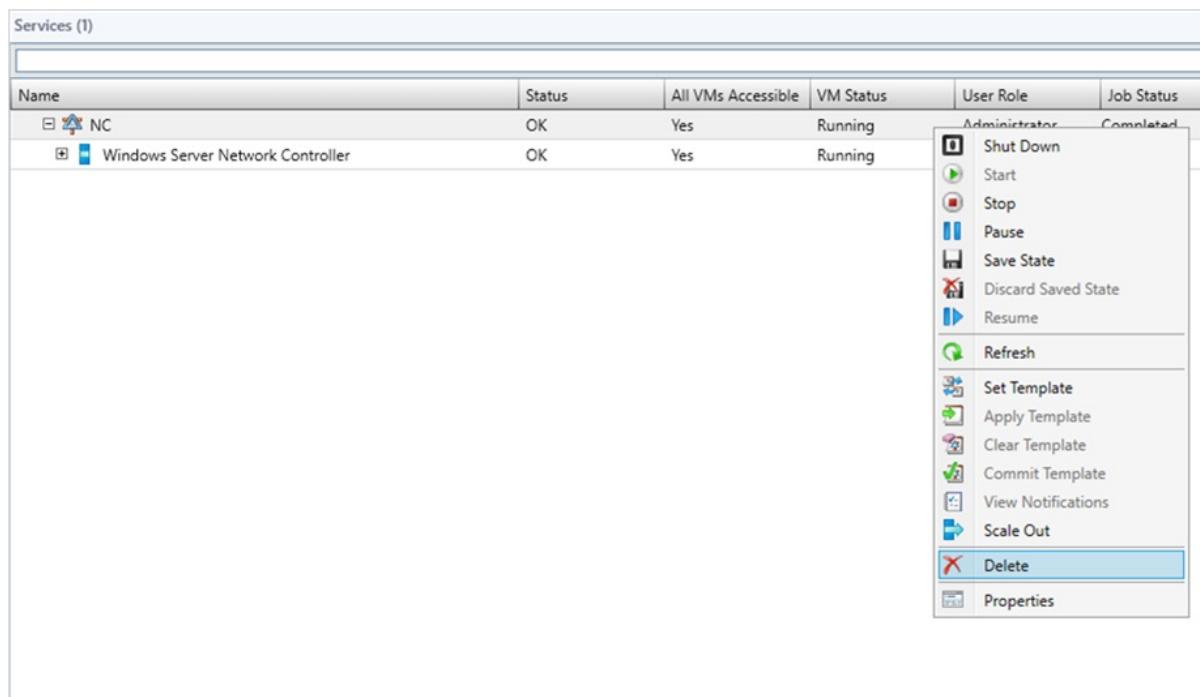 Services (1)
Name Status All VMs Accessible VM Status User Role Job Status
NC OK Yes Running Administrator Completed
Windows Server Network Controller OK Yes Running
Shut Down
Start
Stop
Pause
Save State
Discard Saved State
Resume
Refresh
Set Template
Apply Template
Clear Template
Commit Template
View Notifications
Scale Out
Delete
Properties